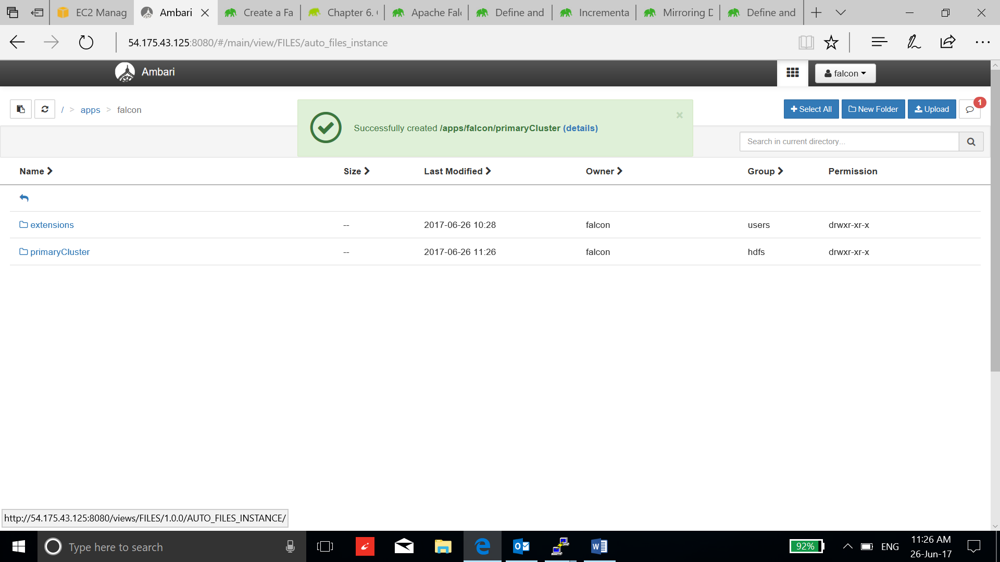 EC2 Manag
Ambari
Create a Fa
Chapter 6.
Apache Falc
Define and
Incrementa
Mirroring D
Define and
54.175.43.125:8080/#/main/view/FILES/auto_files_instance
Ambari
falcon
/ > apps > falcon
Successfully created /apps/falcon/primaryCluster (details)
×
Select All
New Folder
Upload
1
Search in current directory...
Name Size Last Modified Owner Group Permission
extensions -- 2017-06-26 10:28 falcon users drwxr-xr-x
primaryCluster -- 2017-06-26 11:26 falcon hdfs drwxr-xr-x
http://54.175.43.125:8080/views/FILES/1.0.0/AUTO_FILES_INSTANCE/
Type here to search
92%
ENG
11:26 AM
26-Jun-17